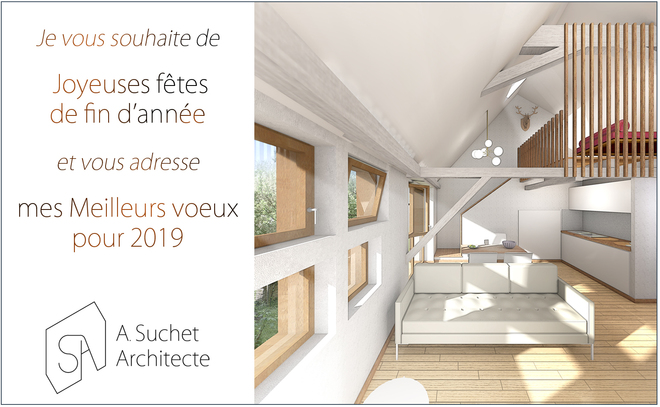 Je vous souhaite de
Joyeuses fêtes
de fin d'année
et vous adresse
mes Meilleurs voeux
pour 2019
SA
A. Suchet
Architecte